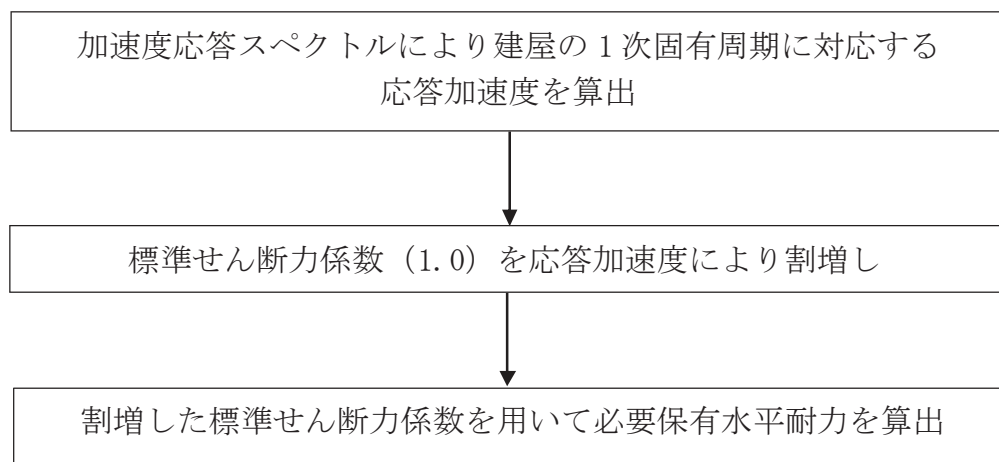 加速度応答スペクトルにより建屋の1次固有周期に対応する
応答加速度を算出
標準せん断力係数（1.0）を応答加速度により割増し
割増した標準せん断力係数を用いて必要保有水平耐力を算出